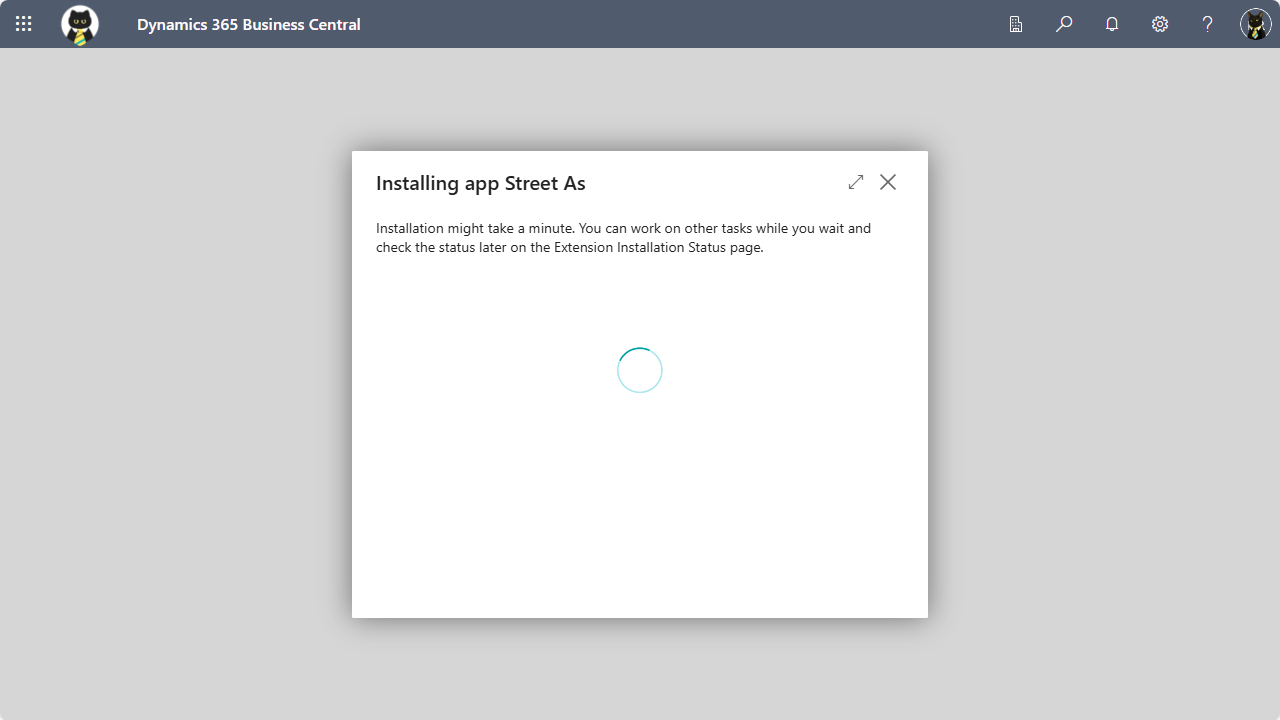 Dynamics 365 Business Central
Installing app Street As
Installation might take a minute. You can work on other tasks while you wait and
check the status later on the Extension Installation Status page.